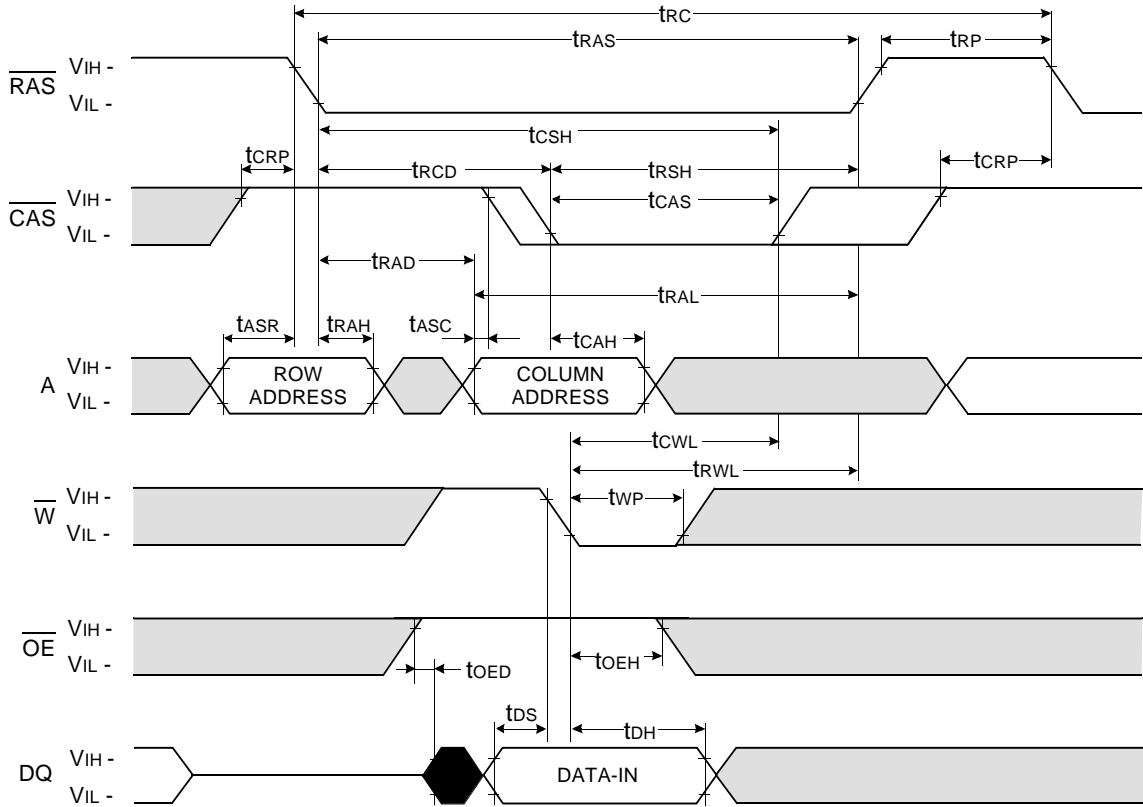 tRC
tRAS
tRP
RAS
VIH -
VIL -
tCSH
tCRP
tRCD
tRSH
tCRP
CAS
VIH -
VIL -
tCAS
tRAD
tRAL
tASR
tRAH
tASC
tCAH
A
VIH -
VIL -
ROW
ADDRESS
COLUMN
ADDRESS
tCWL
tRWL
W
VIH -
VIL -
tWP
OE
VIH -
VIL -
tOED
tOEH
tDS
tDH
DQ
VIH -
VIL -
DATA-IN